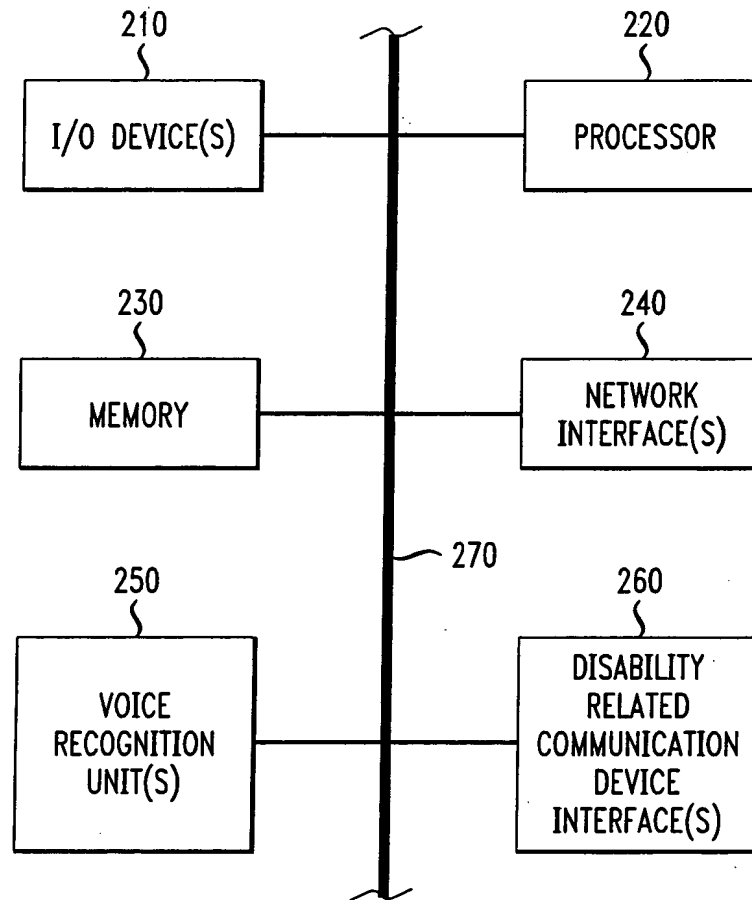 210
220
I/O DEVICE(S)
PROCESSOR
230
240
MEMORY
NETWORK
INTERFACE(S)
270
250
260
VOICE
RECOGNITION
UNIT(S)
DISABILITY
RELATED
COMMUNICATION
DEVICE
INTERFACE(S)